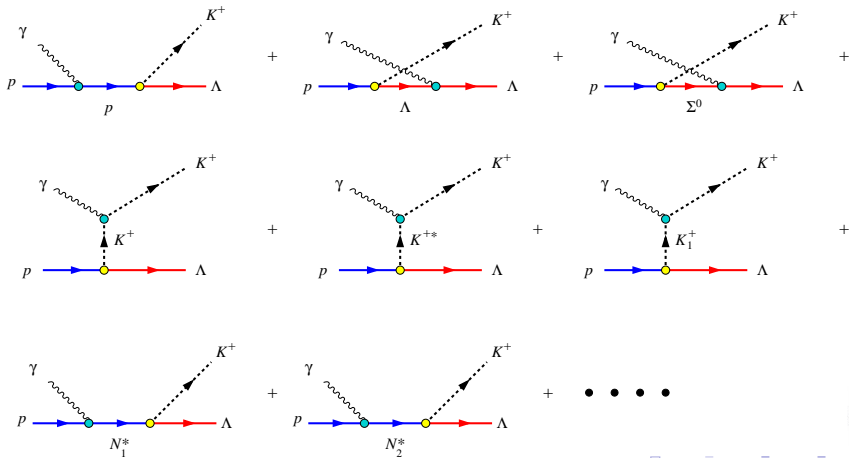 γ K⁺ + γ K⁺ + γ K⁺ +
p p Λ Λ Λ p Σ⁰ Λ
γ K⁺ + γ K⁺ + γ K⁺ +
K⁺ K⁺* K₁⁺
p Λ p Λ p Λ
γ K⁺ + γ K⁺ + • • • •
p Λ p Λ
N₁* N₂*